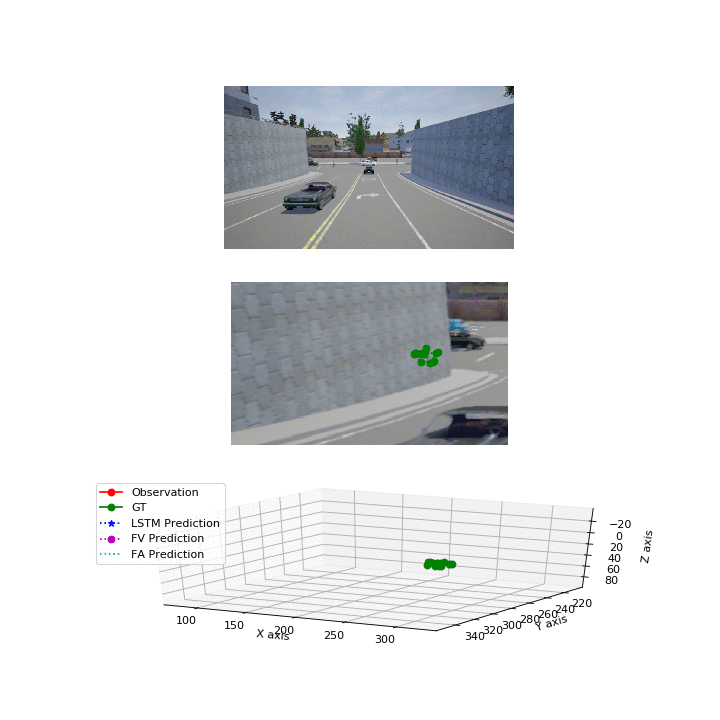 Observation
GT
LSTM Prediction
FV Prediction
FA Prediction
−20
0
20
40
60
80
Z axis
100
150
200
250
300
X axis
340
320
300
280
260
240
220
Y axis